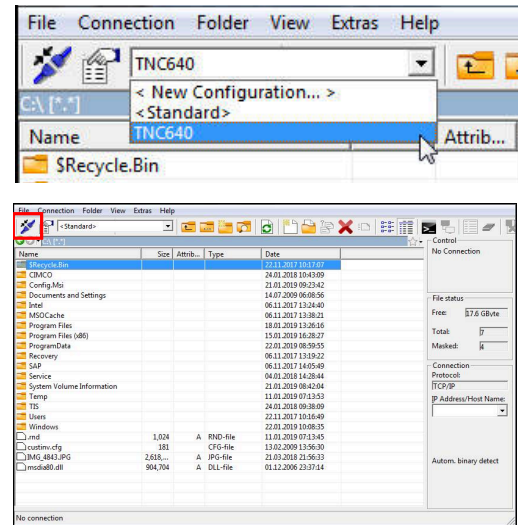 File Connection Folder View Extras Help
TNC640
< New Configuration... >
<Standard>
TNC640
C:\ [*.*]
Name Attrib...
$Recycle.Bin
File Connection Folder View Extras Help
<Standard>
C:\ [*.*]
Name Size Attrib... Type Date
$Recycle.Bin 22.11.2017 10:17:07
CIMCO 24.01.2018 10:43:09
Config.Msi 21.01.2019 09:23:42
Documents and Settings 14.07.2009 06:08:56
Intel 06.11.2017 13:24:40
MSOCache 06.11.2017 13:38:21
Program Files 18.01.2019 13:26:16
Program Files (x86) 15.01.2019 16:28:27
ProgramData 22.01.2019 08:59:55
Recovery 06.11.2017 13:19:22
SAP 06.11.2017 14:05:49
Service 04.01.2018 14:28:44
System Volume Information 21.01.2019 08:42:04
Temp 11.01.2019 07:13:53
TIS 24.01.2019 09:38:09
Users 22.11.2017 10:16:49
Windows 22.01.2019 10:08:35
.rnd 1,024 A RND-file 11.01.2019 07:13:45
custinv.cfg 181 CFG-file 13.02.2009 13:56:30
IMG_4843.JPG 2,618,... A JPG-file 21.03.2018 21:56:33
msdia80.dll 904,704 A DLL-file 01.12.2006 23:37:14
Control
No Connection
File status
Free: 17.6 GByte
Total: 7
Masked: 4
Connection
Protocol:
TCP/IP
IP Address/Host Name:
Autom. binary detect
No connection